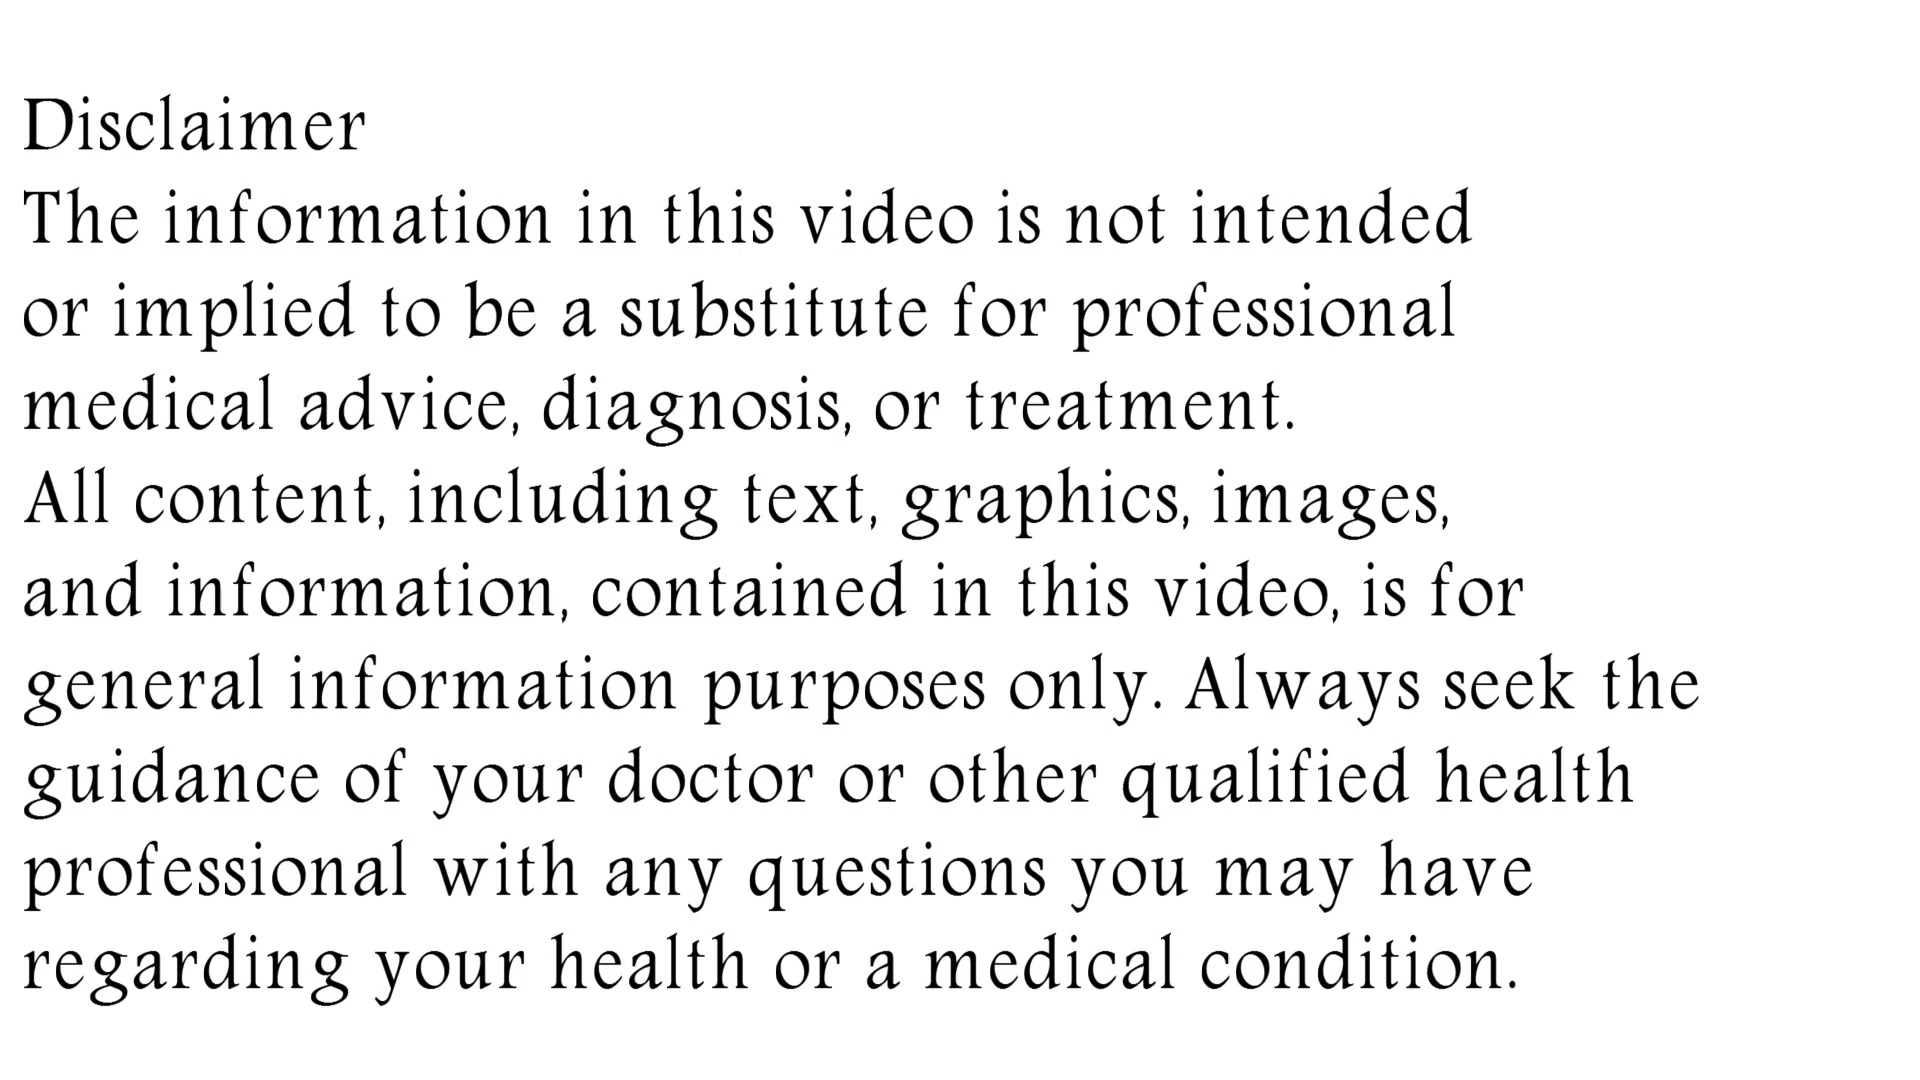 Disclaimer
The information in this video is not intended
or implied to be a substitute for professional
medical advice, diagnosis, or treatment.
All content, including text, graphics, images,
and information, contained in this video, is for
general information purposes only. Always seek the
guidance of your doctor or other qualified health
professional with any questions you may have
regarding your health or a medical condition.